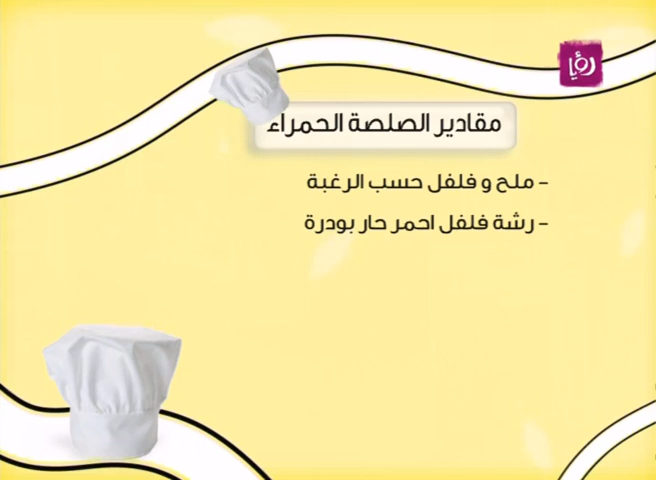 رؤيا
مقادير الصلصة الحمراء
- ملح و فلفل حسب الرغبة
- رشة فلفل احمر حار بودرة